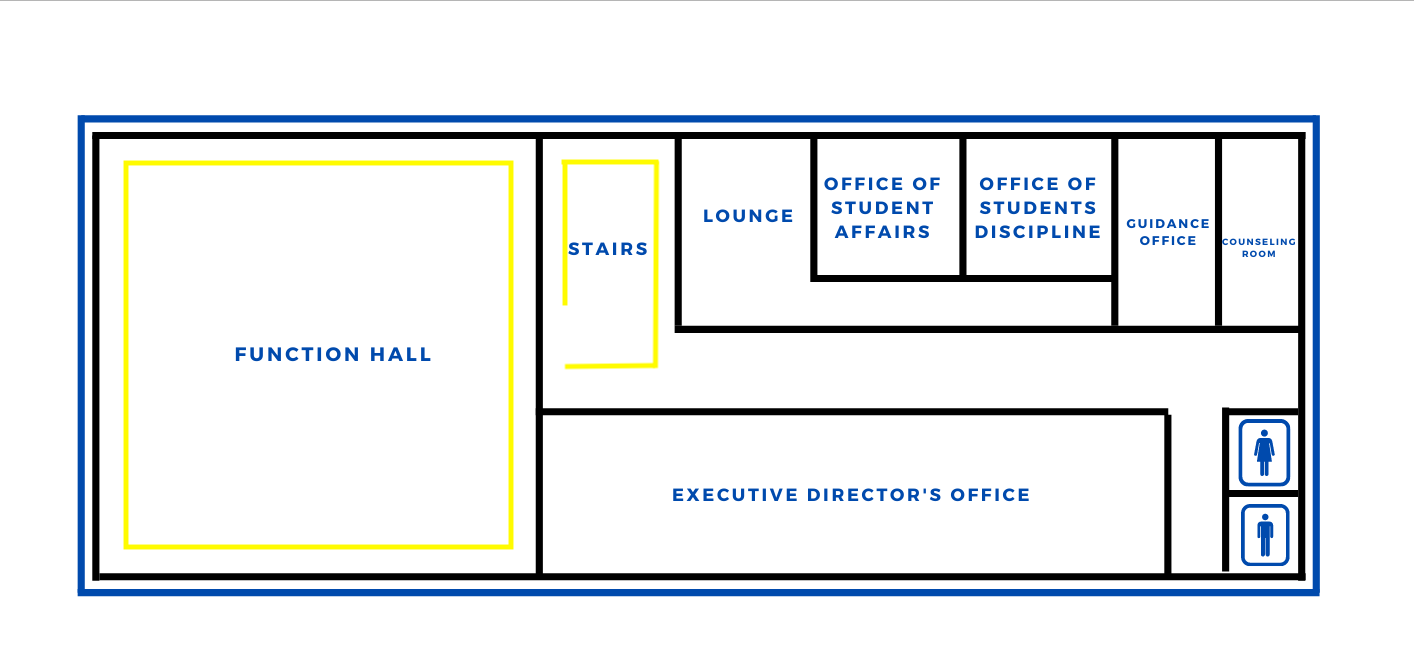 FUNCTION HALL
STAIRS
LOUNGE
OFFICE OF
STUDENT
AFFAIRS
OFFICE OF
STUDENTS
DISCIPLINE
GUIDANCE
OFFICE
COUNSELING
ROOM
EXECUTIVE DIRECTOR'S OFFICE